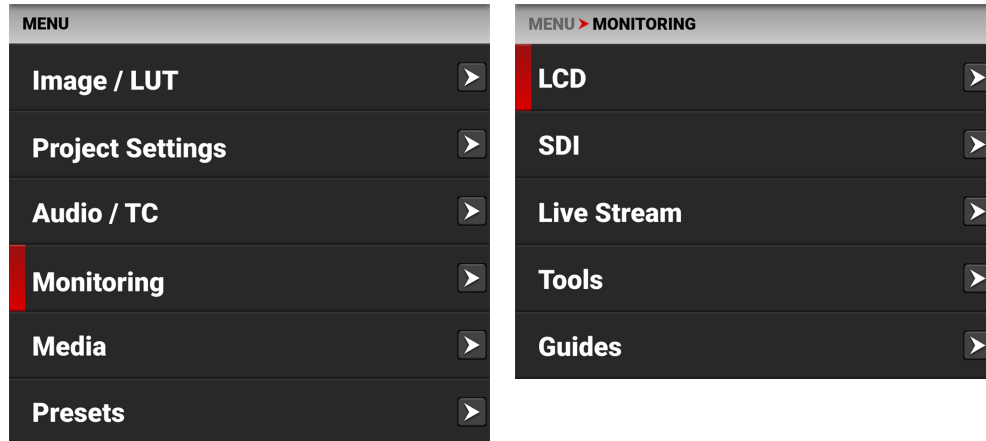 MENU
Image / LUT
Project Settings
Audio / TC
Monitoring
Media
Presets
MENU MONITORING
LCD
SDI
Live Stream
Tools
Guides